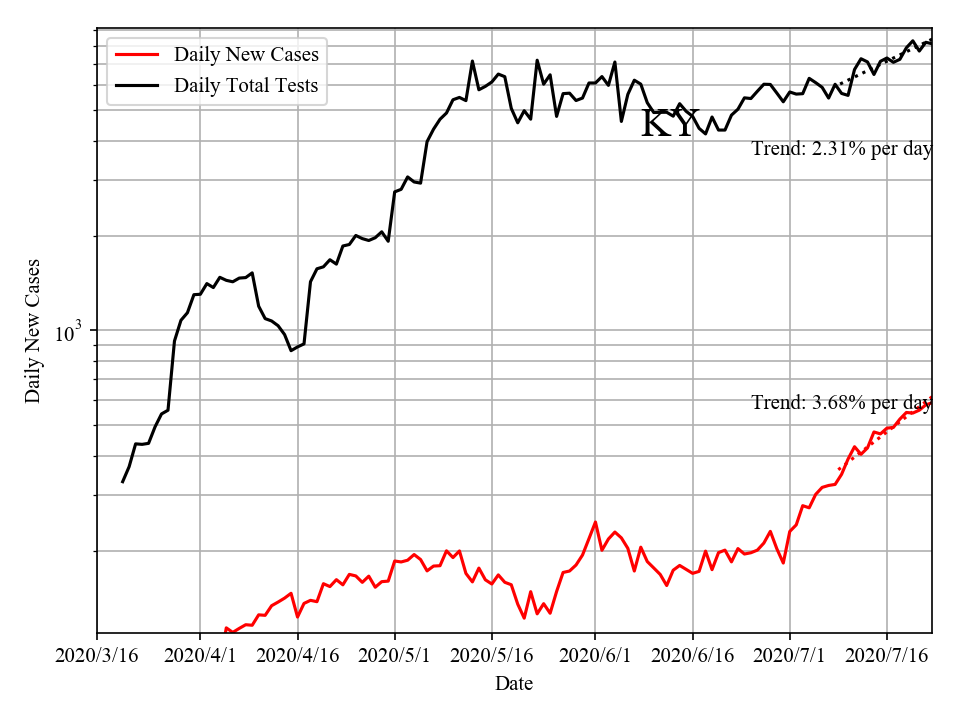 Daily New Cases
Daily Total Tests
KY
Trend: 2.31% per day
Trend: 3.68% per day
Daily New Cases
10³
2020/3/16 2020/4/1 2020/4/16 2020/5/1 2020/5/16 2020/6/1 2020/6/16 2020/7/1 2020/7/16
Date